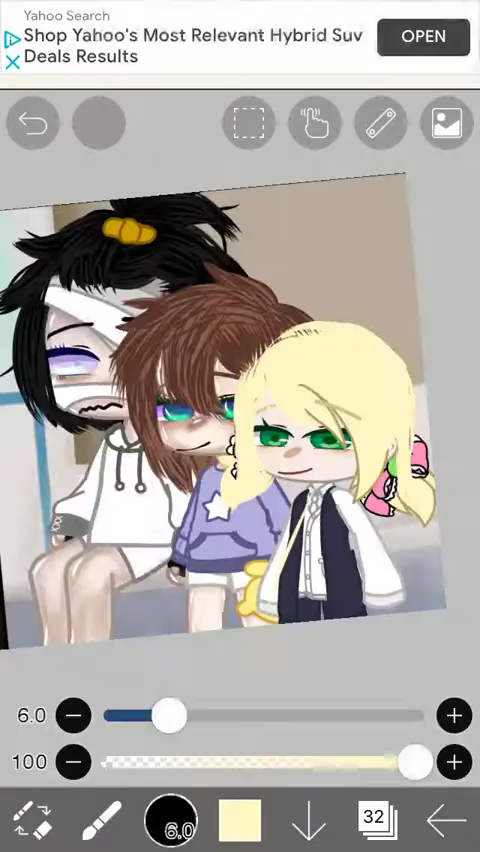 Yahoo Search
Shop Yahoo's Most Relevant Hybrid Suv
Deals Results
OPEN
6.0
100
6.0
32